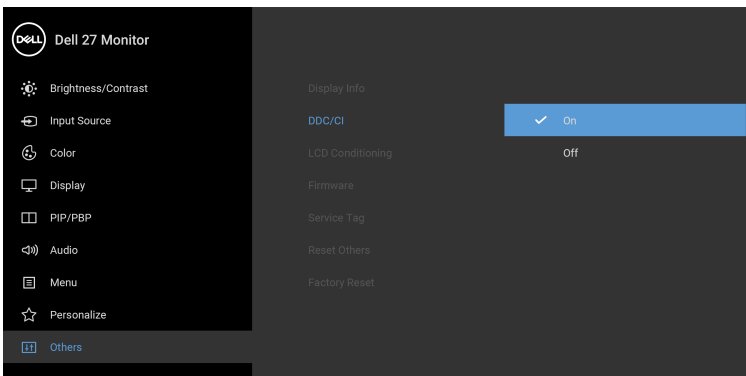 DELL
Dell 27 Monitor
Brightness/Contrast
Input Source
Color
Display
PIP/PBP
Audio
Menu
Personalize
Others
Display Info
DDC/CI
LCD Conditioning
Firmware
Service Tag
Reset Others
Factory Reset
On
Off